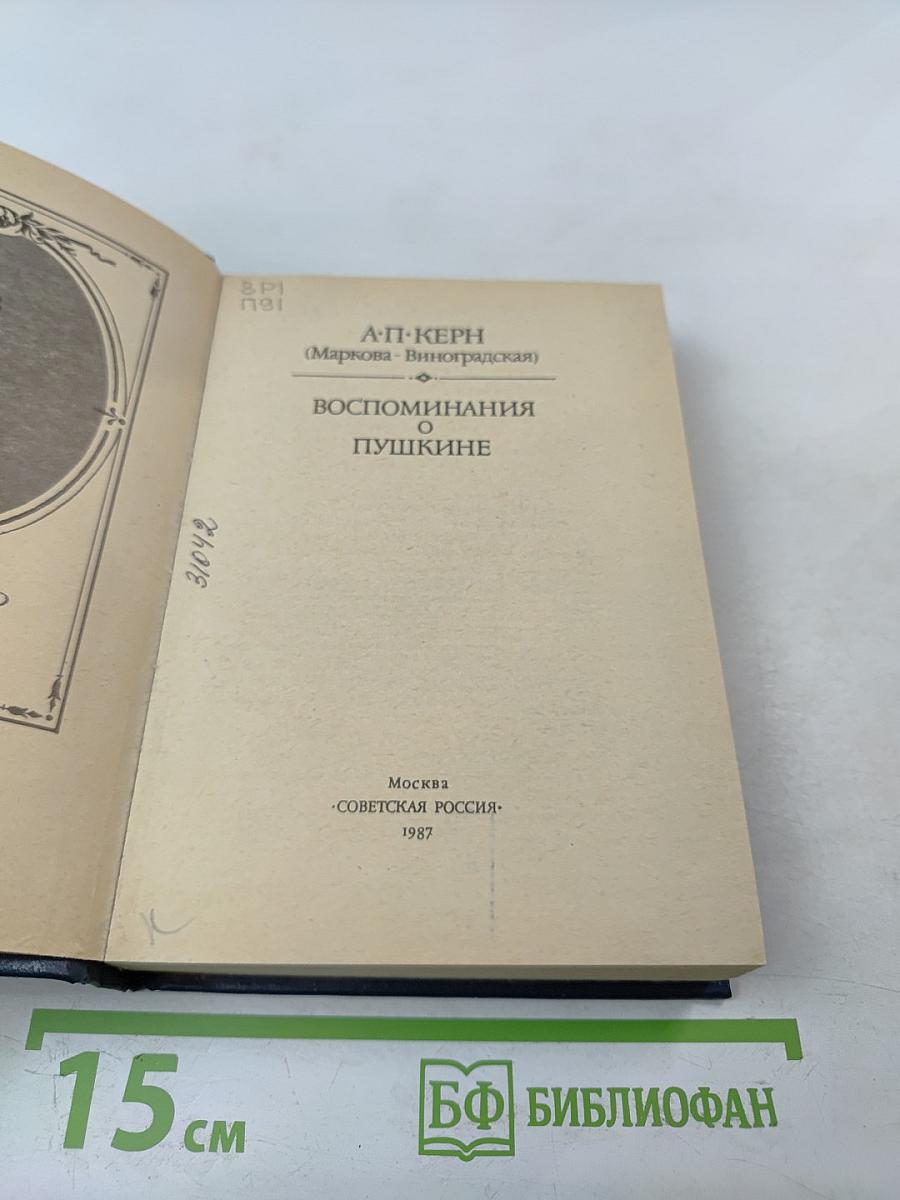 8Р1
П91
А·П·КЕРН
(Маркова-Виноградская)
ВОСПОМИНАНИЯ
О
ПУШКИНЕ
31042
Москва
·СОВЕТСКАЯ РОССИЯ·
1987
К
15 см
БФ БИБЛИОФАН